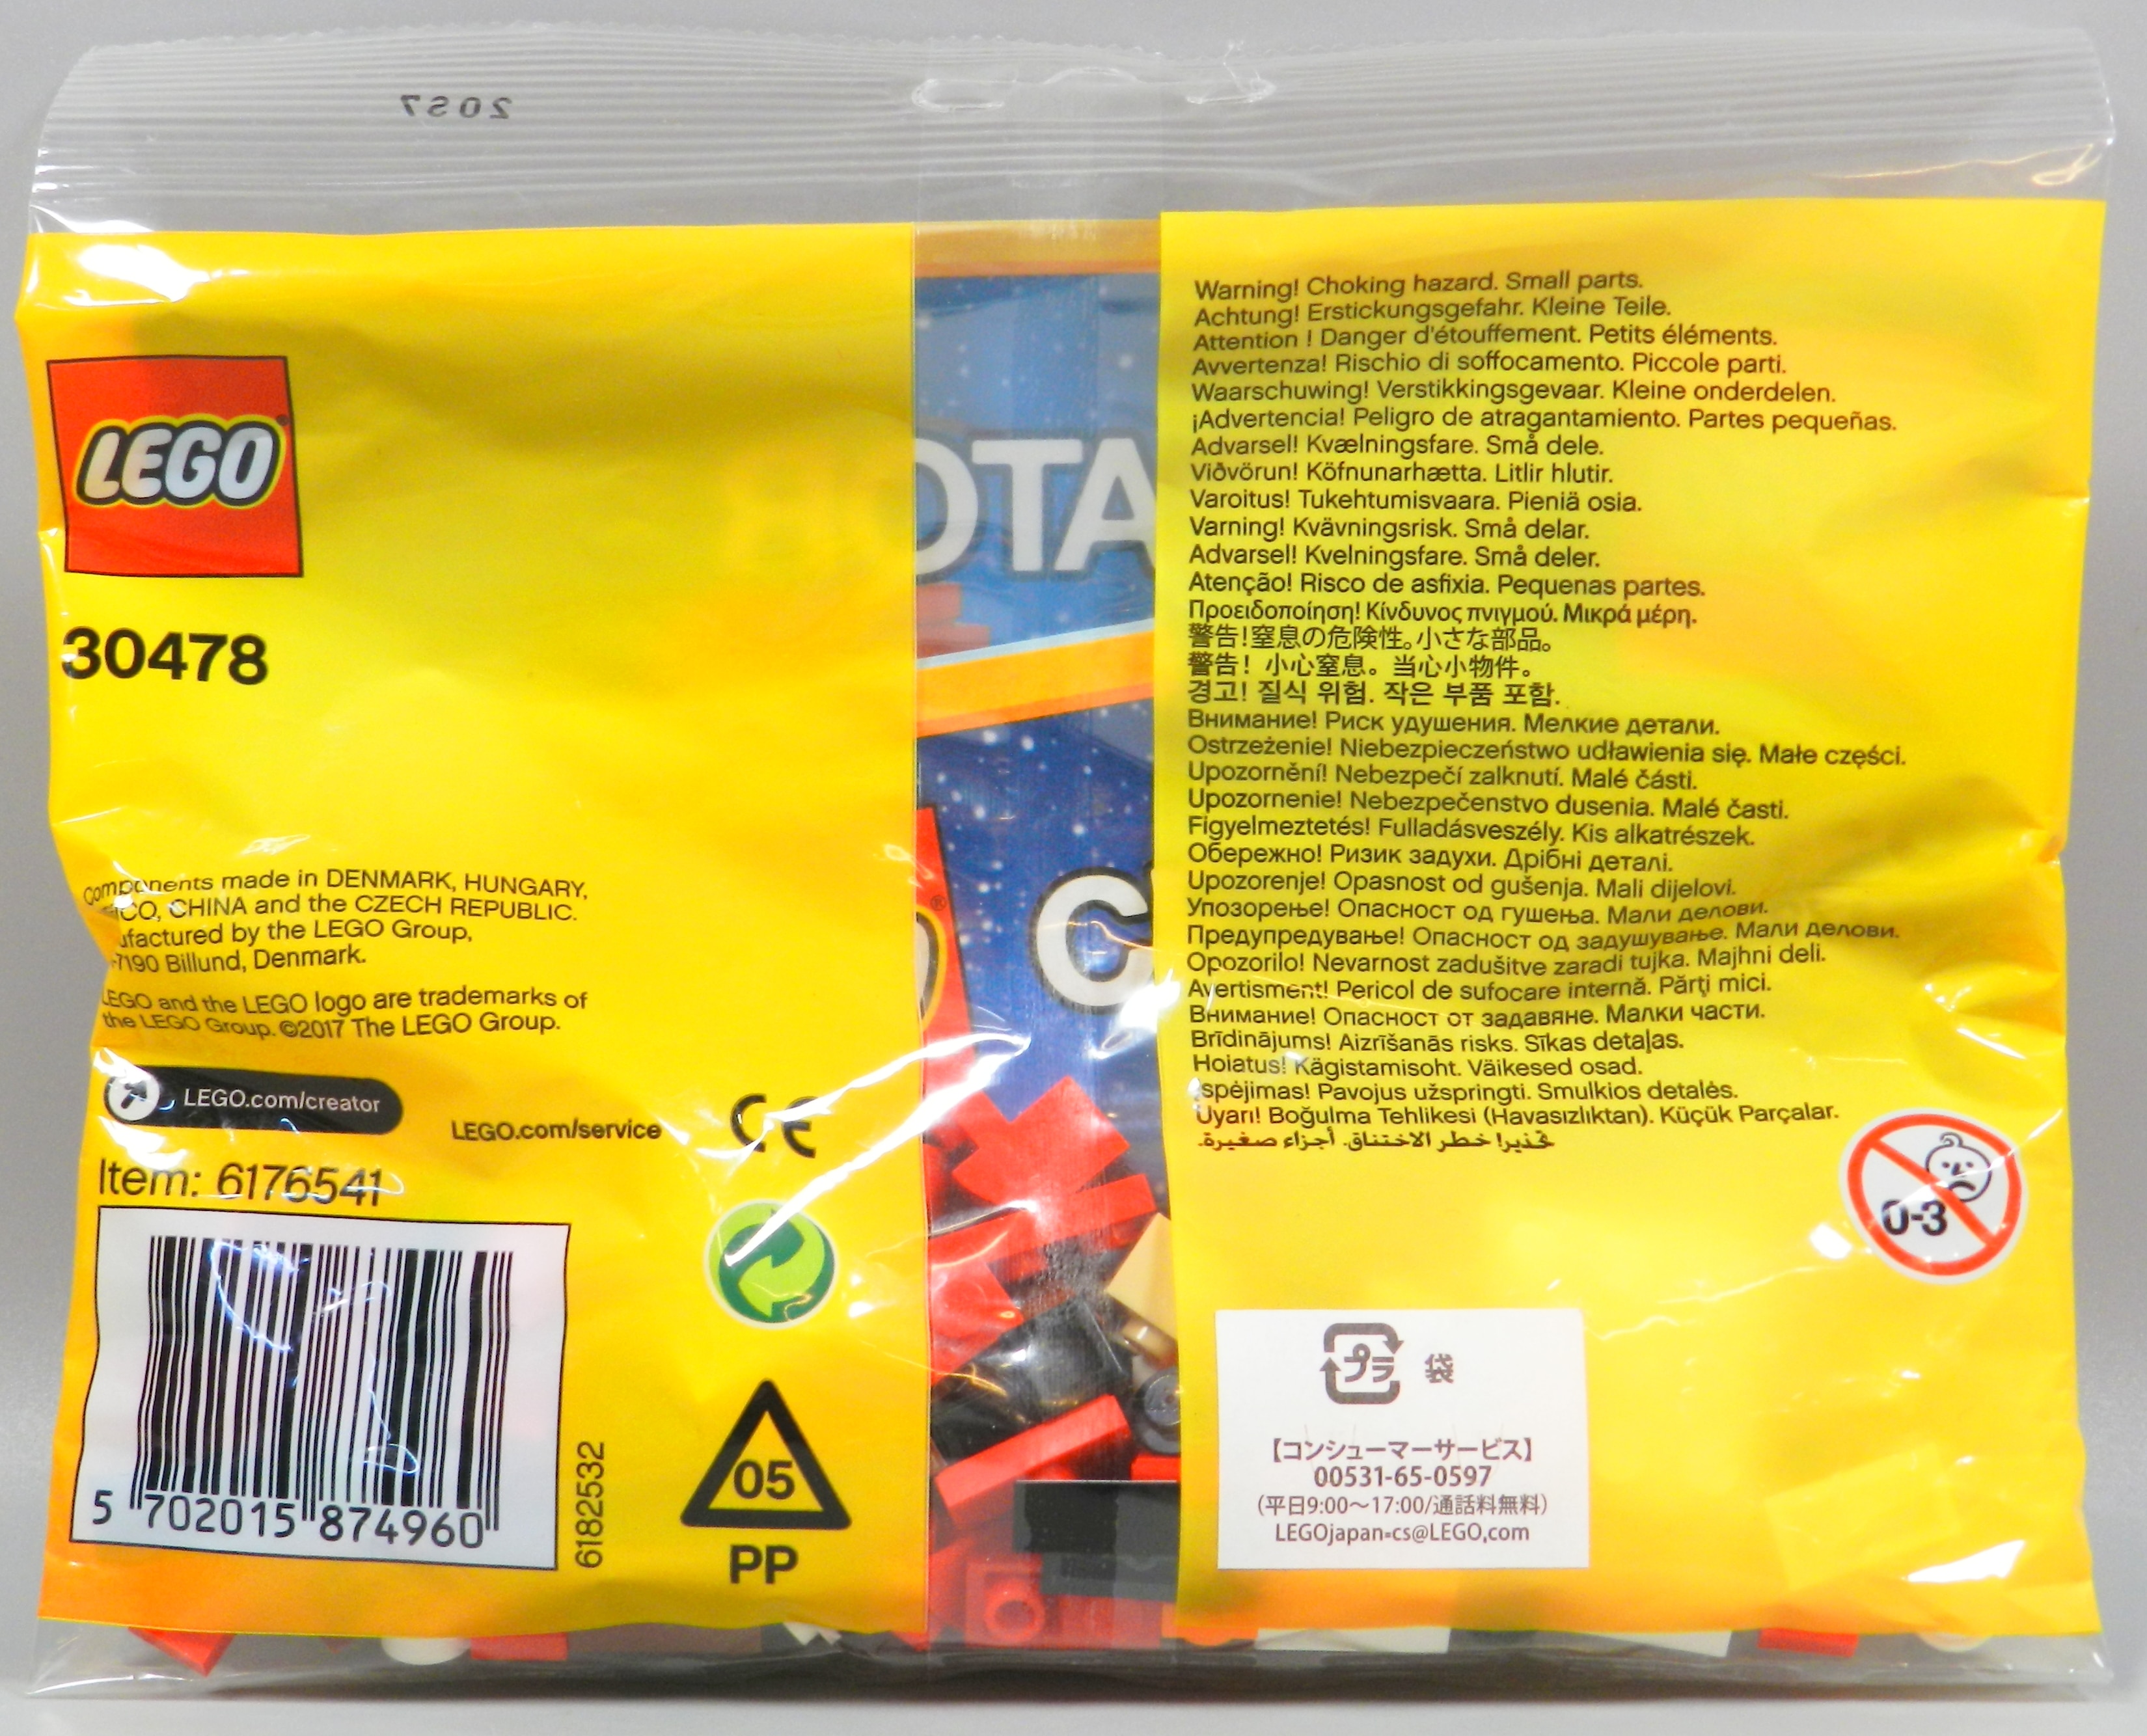 20S7
LEGO
30478
Components made in DENMARK, HUNGARY,
CHINA and the CZECH REPUBLIC.
by the LEGO Group,
Billund, Denmark.
LEGO and the LEGO logo are trademarks of
the LEGO Group. ©2017 The LEGO Group.
LEGO.com/creator
LEGO.com/service
CE
Item: 6176541
5 702015 874960
6182532
05
PP
OTA
C
®
Warning! Choking hazard. Small parts.
Achtung! Erstickungsgefahr. Kleine Teile.
Attention ! Danger d'étouffement. Petits éléments.
Avvertenza! Rischio di soffocamento. Piccole parti.
Waarschuwing! Verstikkingsgevaar. Kleine onderdelen.
¡Advertencia! Peligro de atragantamiento. Partes pequeñas.
Advarsel! Kvælningsfare. Små dele.
Viðvörun! Köfnunarhætta. Litlir hlutir.
Varoitus! Tukehtumisvaara. Pieniä osia.
Varning! Kvävningsrisk. Små delar.
Advarsel! Kvelningsfare. Små deler.
Atenção! Risco de asfixia. Pequenas partes.
Προειδοποίηση! Κίνδυνος πνιγμού. Μικρά μέρη.
警告!窒息の危険性。小さな部品。
警告！小心窒息。当心小物件。
경고! 질식 위험. 작은 부품 포함.
Внимание! Риск удушения. Мелкие детали.
Ostrzeżenie! Niebezpieczeństwo udławienia się. Małe części.
Upozornění! Nebezpečí zalknutí. Malé části.
Upozornenie! Nebezpečenstvo dusenia. Malé časti.
Figyelmeztetés! Fulladásveszély. Kis alkatrészek.
Обережно! Ризик задухи. Дрібні деталі.
Upozorenje! Opasnost od gušenja. Mali dijelovi.
Упозорење! Опасност од гушења. Мали делови.
Предупредување! Опасност од задушување. Мали делови.
Opozorilo! Nevarnost zadušitve zaradi tujka. Majhni deli.
Avertisment! Pericol de sufocare internă. Părţi mici.
Внимание! Опасност от задавяне. Малки части.
Brīdinājums! Aizrīšanās risks. Sīkas detaļas.
Hoiatus! Kägistamisoht. Väikesed osad.
Įspėjimas! Pavojus užspringti. Smulkios detalės.
Uyarı! Boğulma Tehlikesi (Havasızlıktan). Küçük Parçalar.
تحذير! خطر الاختناق. أجزاء صغيرة.
0-3
プラ 袋
【コンシューマーサービス】
00531-65-0597
（平日9:00～17:00/通話料無料）
LEGOjapan-cs@LEGO,com